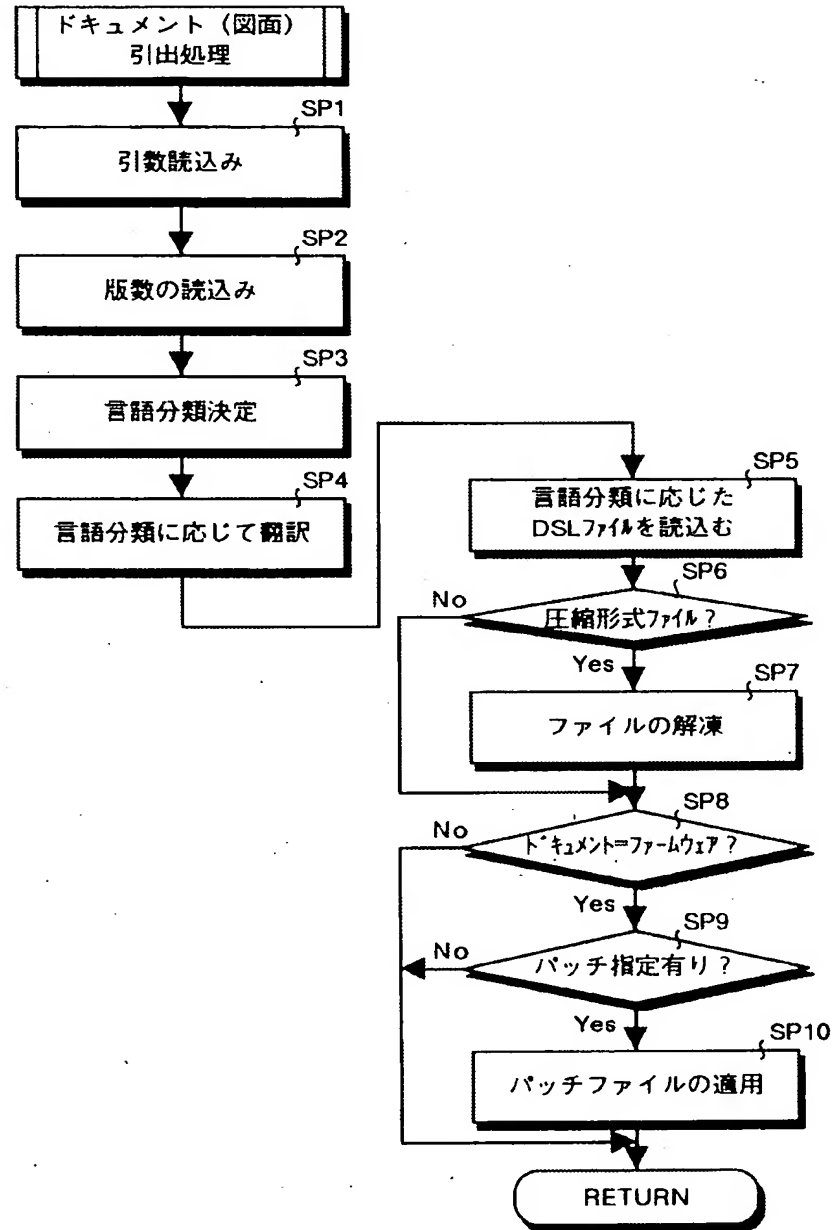 ドキュメント（図面）
引出処理
SP1
引数読込み
SP2
版数の読込み
SP3
言語分類決定
SP4
言語分類に応じて翻訳
SP5
言語分類に応じた
DSLファイルを読込む
SP6
No
圧縮形式ファイル？
Yes
SP7
ファイルの解凍
SP8
No
ドキュメント=ファームウェア？
Yes
SP9
No
パッチ指定有り？
Yes
SP10
パッチファイルの適用
RETURN